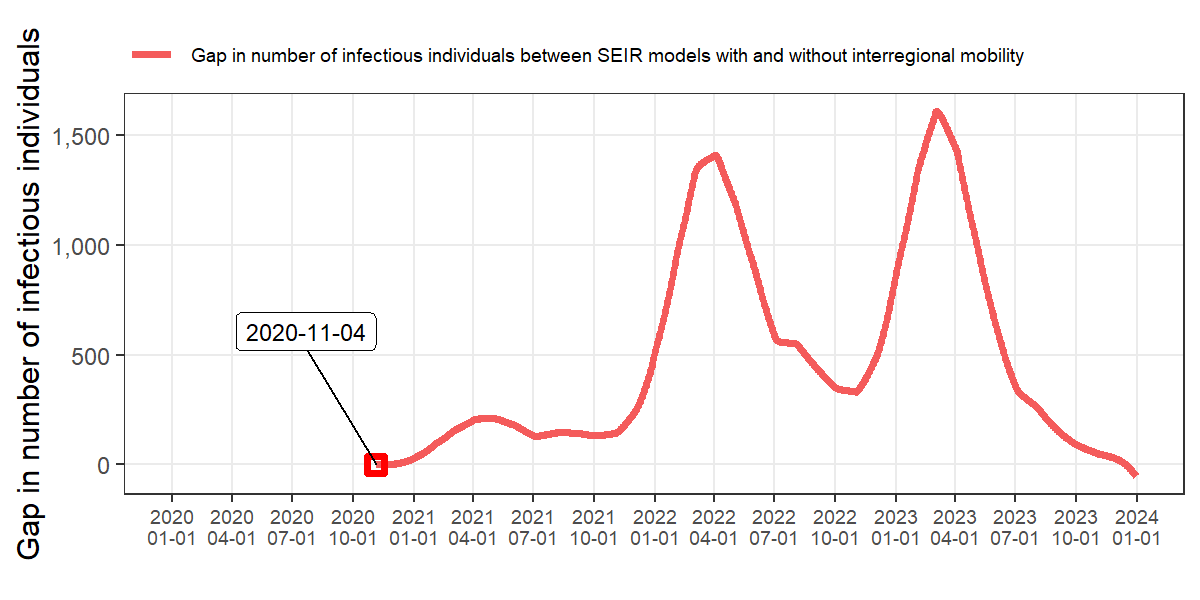 Gap in number of infectious individuals between SEIR models with and without interregional mobility
Gap in number of infectious individuals
1,500
1,000
500
0
2020-11-04
2020 2020 2020 2020 2021 2021 2021 2021 2022 2022 2022 2022 2023 2023 2023 2023 2024
01-01 04-01 07-01 10-01 01-01 04-01 07-01 10-01 01-01 04-01 07-01 10-01 01-01 04-01 07-01 10-01 01-01